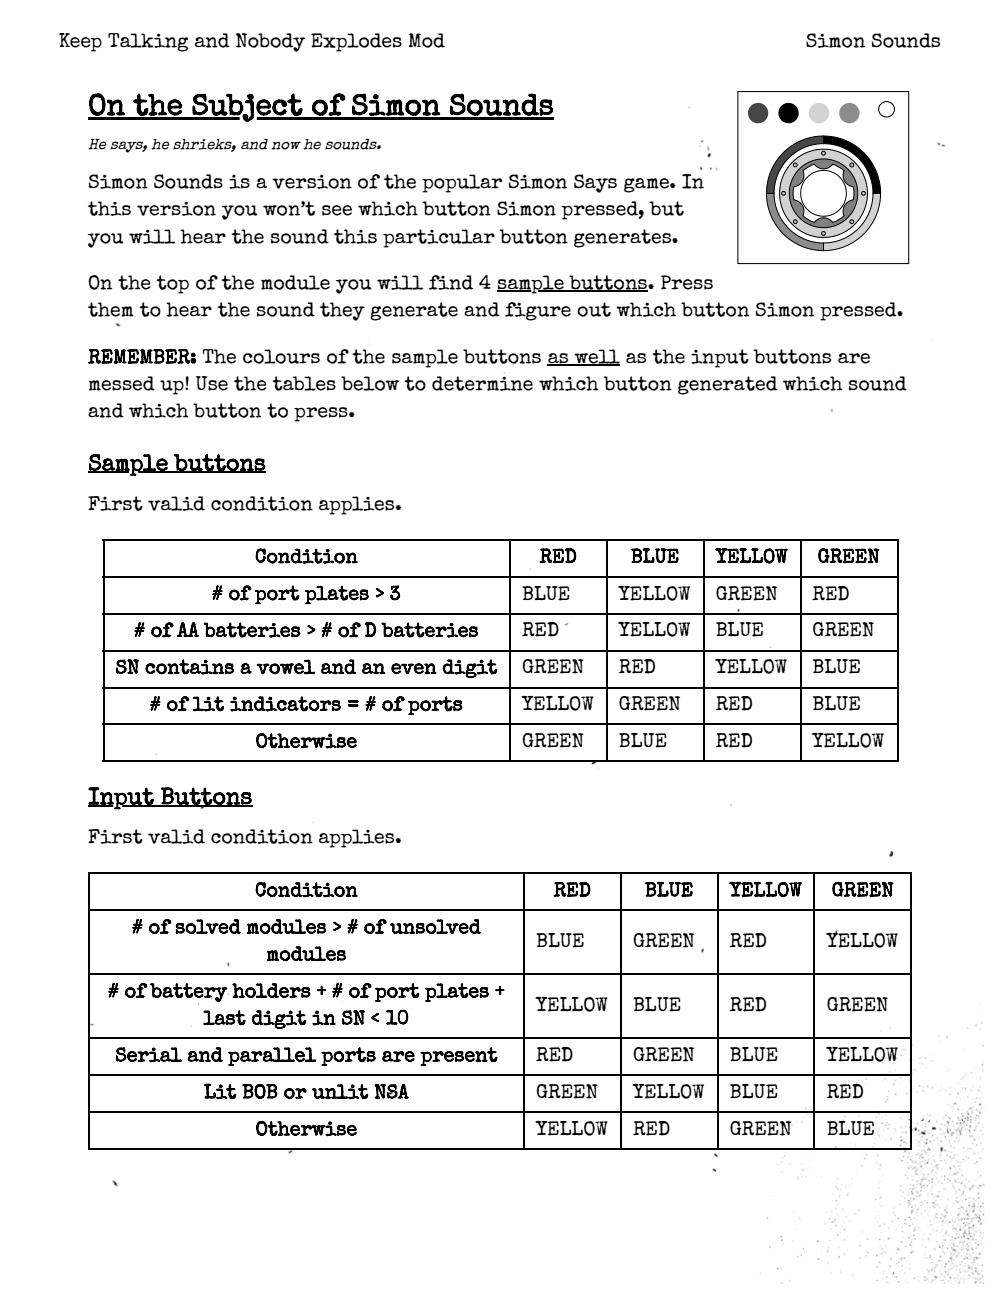 Keep Talking and Nobody Explodes Mod Simon Sounds
On the Subject of Simon Sounds
He says, he shrieks, and now he sounds.
Simon Sounds is a version of the popular Simon Says game. In
this version you won't see which button Simon pressed, but
you will hear the sound this particular button generates.
On the top of the module you will find 4 sample buttons. Press
them to hear the sound they generate and figure out which button Simon pressed.
REMEMBER: The colours of the sample buttons as well as the input buttons are
messed up! Use the tables below to determine which button generated which sound
and which button to press.
Sample buttons
First valid condition applies.
Condition RED BLUE YELLOW GREEN
# of port plates > 3 BLUE YELLOW GREEN RED
# of AA batteries > # of D batteries RED YELLOW BLUE GREEN
SN contains a vowel and an even digit GREEN RED YELLOW BLUE
# of lit indicators = # of ports YELLOW GREEN RED BLUE
Otherwise GREEN BLUE RED YELLOW
Input Buttons
First valid condition applies.
Condition RED BLUE YELLOW GREEN
# of solved modules > # of unsolved
modules BLUE GREEN RED YELLOW
# of battery holders + # of port plates +
last digit in SN < 10 YELLOW BLUE RED GREEN
Serial and parallel ports are present RED GREEN BLUE YELLOW
Lit BOB or unlit NSA GREEN YELLOW BLUE RED
Otherwise YELLOW RED GREEN BLUE